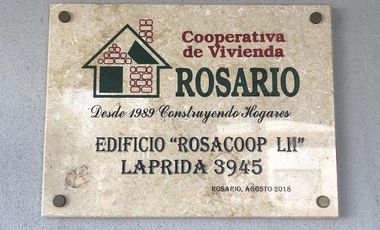 Cooperativa
de Vivienda
ROSARIO
Desde 1989 Construyendo Hogares
EDIFICIO "ROSACOOP LII"
LAPRIDA 3945
ROSARIO, AGOSTO 2018